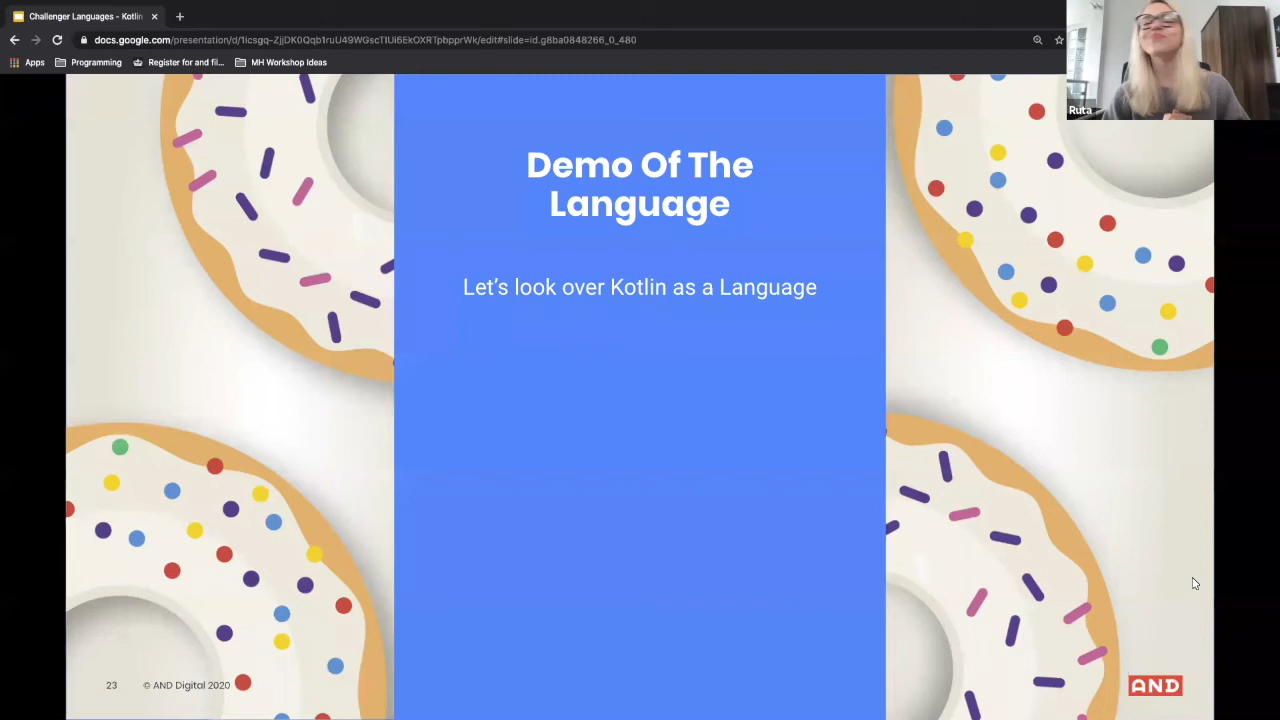 Challenger Languages - Kotlin
docs.google.com/presentation/d/1icsgq-ZjjDK0Qqb1ruU49WGscTIUi6EkOXRTpbpprWk/edit#slide=id.g8ba0848266_0_480
Apps
Programming
Register for and fil...
MH Workshop Ideas
Ruta
Demo Of The
Language
Let’s look over Kotlin as a Language
23
© AND Digital 2020
AND